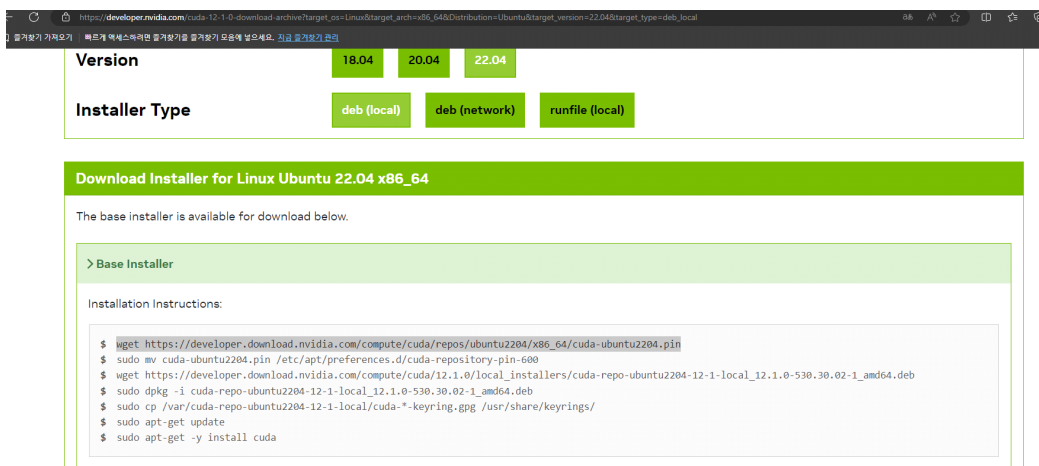 https://developer.nvidia.com/cuda-12-1-0-download-archive?target_os=Linux&target_arch=x86_64&Distribution=Ubuntu&target_version=22.04&target_type=deb_local
즐겨찾기 가져오기 빠르게 액세스하려면 즐겨찾기를 즐겨찾기 모음에 넣으세요. 지금 즐겨찾기 관리
Version 18.04 20.04 22.04
Installer Type deb (local) deb (network) runfile (local)
Download Installer for Linux Ubuntu 22.04 x86_64
The base installer is available for download below.
Base Installer
Installation Instructions:
$ wget https://developer.download.nvidia.com/compute/cuda/repos/ubuntu2204/x86_64/cuda-ubuntu2204.pin
$ sudo mv cuda-ubuntu2204.pin /etc/apt/preferences.d/cuda-repository-pin-600
$ wget https://developer.download.nvidia.com/compute/cuda/12.1.0/local_installers/cuda-repo-ubuntu2204-12-1-local_12.1.0-530.30.02-1_amd64.deb
$ sudo dpkg -i cuda-repo-ubuntu2204-12-1-local_12.1.0-530.30.02-1_amd64.deb
$ sudo cp /var/cuda-repo-ubuntu2204-12-1-local/cuda-*-keyring.gpg /usr/share/keyrings/
$ sudo apt-get update
$ sudo apt-get -y install cuda